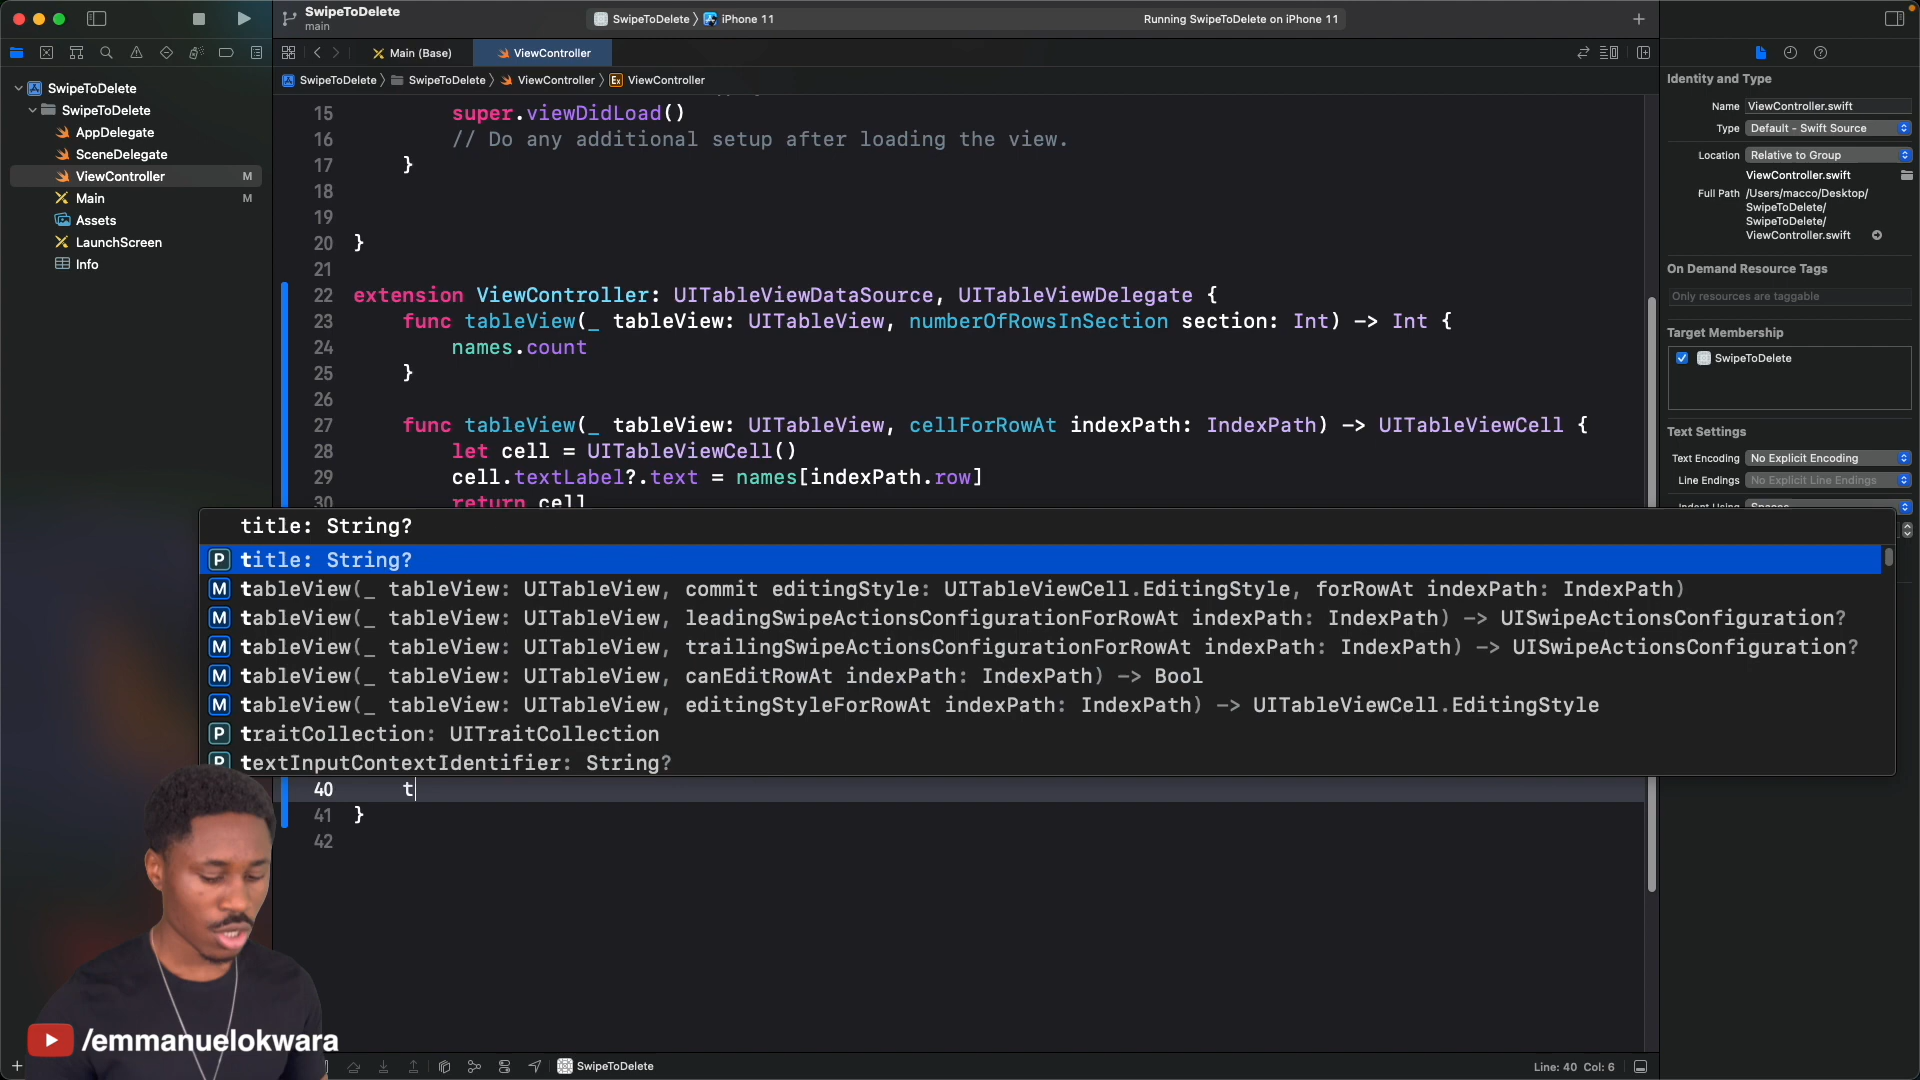 SwipeToDelete
main
SwipeToDelete
iPhone 11
Running SwipeToDelete on iPhone 11
Main (Base)
ViewController
SwipeToDelete
SwipeToDelete
ViewController
Ex
ViewController
SwipeToDelete
SwipeToDelete
AppDelegate
SceneDelegate
ViewController
M
Main
M
Assets
LaunchScreen
Info
15 super.viewDidLoad()
16 // Do any additional setup after loading the view.
17 }
18
19
20 }
21
22 extension ViewController: UITableViewDataSource, UITableViewDelegate {
23 func tableView(_ tableView: UITableView, numberOfRowsInSection section: Int) -> Int {
24 names.count
25 }
26
27 func tableView(_ tableView: UITableView, cellForRowAt indexPath: IndexPath) -> UITableViewCell {
28 let cell = UITableViewCell()
29 cell.textLabel?.text = names[indexPath.row]
30 return cell
title: String?
P title: String?
M tableView(_ tableView: UITableView, commit editingStyle: UITableViewCell.EditingStyle, forRowAt indexPath: IndexPath)
M tableView(_ tableView: UITableView, leadingSwipeActionsConfigurationForRowAt indexPath: IndexPath) -> UISwipeActionsConfiguration?
M tableView(_ tableView: UITableView, trailingSwipeActionsConfigurationForRowAt indexPath: IndexPath) -> UISwipeActionsConfiguration?
M tableView(_ tableView: UITableView, canEditRowAt indexPath: IndexPath) -> Bool
M tableView(_ tableView: UITableView, editingStyleForRowAt indexPath: IndexPath) -> UITableViewCell.EditingStyle
P traitCollection: UITraitCollection
P textInputContextIdentifier: String?
40 t
41 }
42
Identity and Type
Name ViewController.swift
Type Default - Swift Source
Location Relative to Group
ViewController.swift
Full Path /Users/macco/Desktop/
SwipeToDelete/
SwipeToDelete/
ViewController.swift
On Demand Resource Tags
Only resources are taggable
Target Membership
SwipeToDelete
Text Settings
Text Encoding No Explicit Encoding
Line Endings No Explicit Line Endings
Indent Using Spaces
/emmanuelokwara
SwipeToDelete
Line: 40 Col: 6